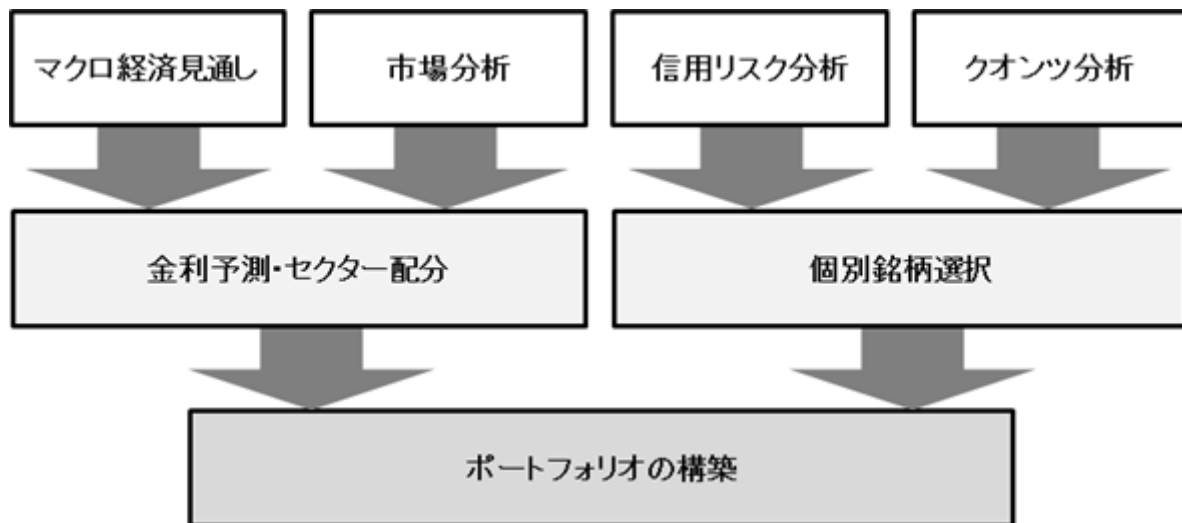 マクロ経済見通し
市場分析
信用リスク分析
クオンツ分析
金利予測・セクター配分
個別銘柄選択
ポートフォリオの構築